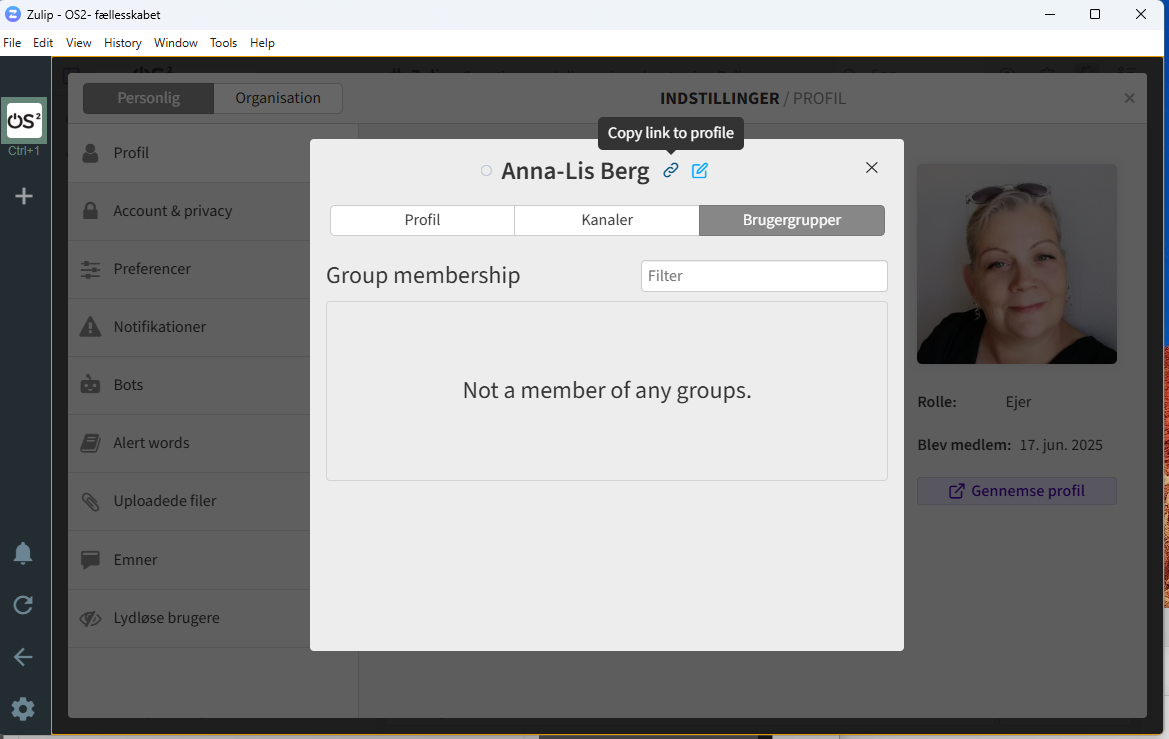 Zulip - OS2- fællesskabet
File Edit View History Window Tools Help
OS²
Ctrl+1
Personlig Organisation
INDSTILLINGER / PROFIL
Profil
Account & privacy
Preferencer
Notifikationer
Bots
Alert words
Uploadede filer
Emner
Lydløse brugere
Copy link to profile
Anna-Lis Berg
Profil Kanaler Brugergrupper
Group membership
Filter
Not a member of any groups.
Rolle: Ejer
Blev medlem: 17. jun. 2025
Gennemse profil